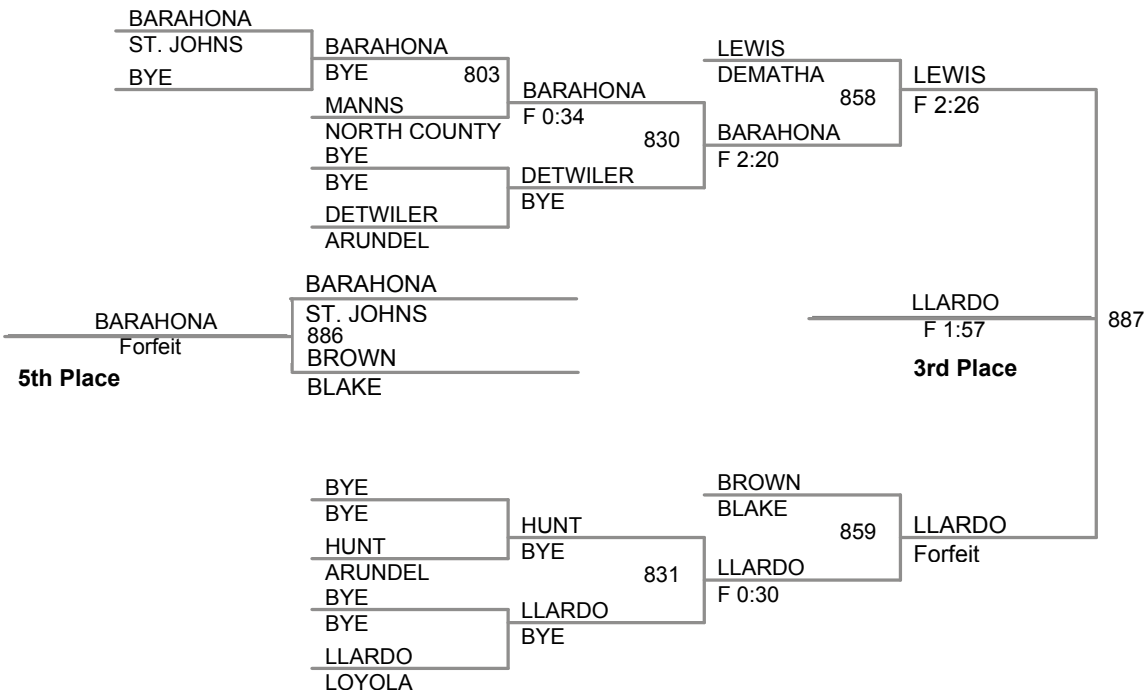 BARAHONA
ST. JOHNS
BYE
BARAHONA
BYE
803
MANNS
NORTH COUNTY
BYE
BYE
DETWILER
ARUNDEL
BARAHONA
F 0:34
830
DETWILER
BYE
LEWIS
DEMATHA
858
BARAHONA
F 2:20
LEWIS
F 2:26
BARAHONA
Forfeit
5th Place
BARAHONA
ST. JOHNS
886
BROWN
BLAKE
LLARDO
F 1:57
3rd Place
887
BYE
BYE
HUNT
ARUNDEL
BYE
BYE
LLARDO
LOYOLA
HUNT
BYE
831
LLARDO
BYE
BROWN
BLAKE
859
LLARDO
F 0:30
LLARDO
Forfeit